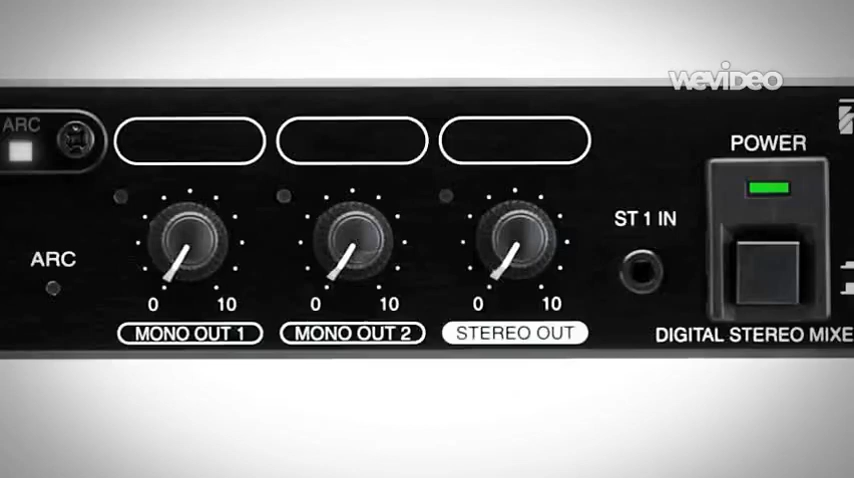 wevideo
ARC
POWER
ST 1 IN
ARC
0 10
0 10
0 10
MONO OUT 1
MONO OUT 2
STEREO OUT
DIGITAL STEREO MIXE